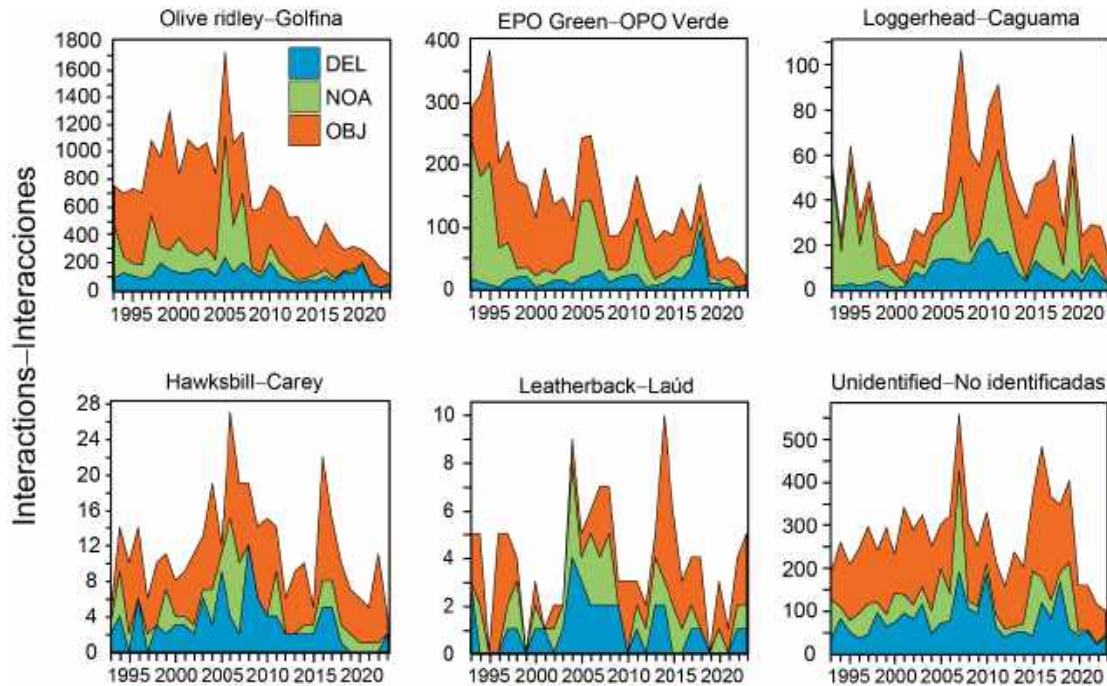 Interactions–Interacciones
Olive ridley–Golfina
1800
1600
1400
1200
1000
800
600
400
200
0
DEL
NOA
OBJ
1995 2000 2005 2010 2015 2020
EPO Green–OPO Verde
400
300
200
100
0
1995 2000 2005 2010 2015 2020
Loggerhead–Caguama
100
80
60
40
20
0
1995 2000 2005 2010 2015 2020
Hawksbill–Carey
28
24
20
16
12
8
4
0
1995 2000 2005 2010 2015 2020
Leatherback–Laúd
10
8
6
4
2
0
1995 2000 2005 2010 2015 2020
Unidentified–No identificadas
500
400
300
200
100
0
1995 2000 2005 2010 2015 2020